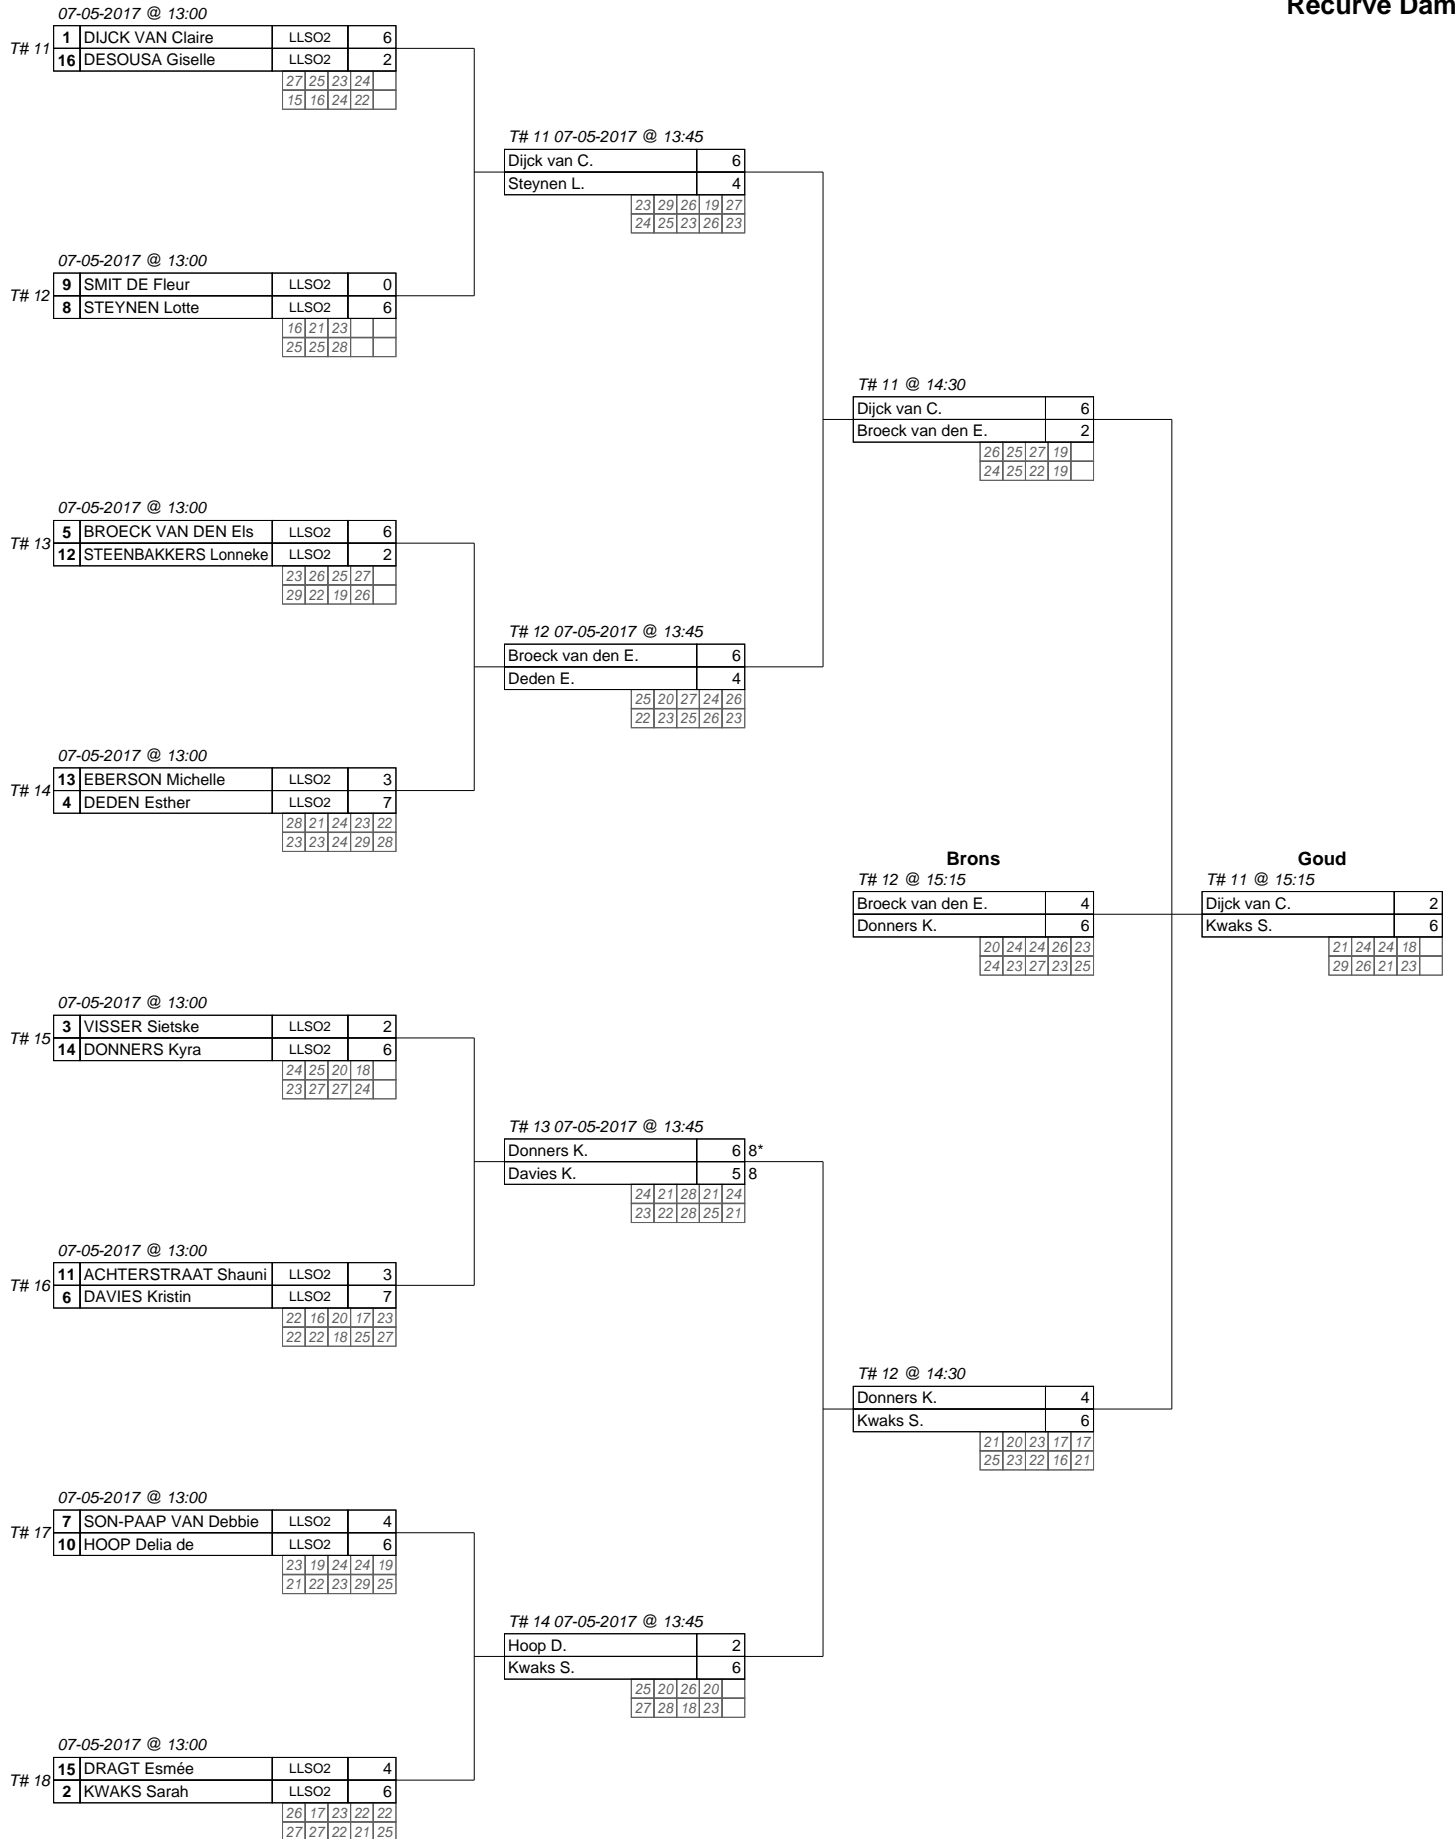 Recurve Dam
07-05-2017 @ 13:00
T# 11
1 DIJCK VAN Claire LLSO2 6
16 DESOUSA Giselle LLSO2 2
27 25 23 24
15 16 24 22
T# 11 07-05-2017 @ 13:45
Dijck van C. 6
Steynen L. 4
23 29 26 19 27
24 25 23 26 23
07-05-2017 @ 13:00
T# 12
9 SMIT DE Fleur LLSO2 0
8 STEYNEN Lotte LLSO2 6
16 21 23
25 25 28
T# 11 @ 14:30
Dijck van C. 6
Broeck van den E. 2
26 25 27 19
24 25 22 19
07-05-2017 @ 13:00
T# 13
5 BROECK VAN DEN Els LLSO2 6
12 STEENBAKKERS Lonneke LLSO2 2
23 26 25 27
29 22 19 26
T# 12 07-05-2017 @ 13:45
Broeck van den E. 6
Deden E. 4
25 20 27 24 26
22 23 25 26 23
07-05-2017 @ 13:00
T# 14
13 EBERSON Michelle LLSO2 3
4 DEDEN Esther LLSO2 7
28 21 24 23 22
23 23 24 29 28
Brons
T# 12 @ 15:15
Broeck van den E. 4
Donners K. 6
20 24 24 26 23
24 23 27 23 25
Goud
T# 11 @ 15:15
Dijck van C. 2
Kwaks S. 6
21 24 24 18
29 26 21 23
07-05-2017 @ 13:00
T# 15
3 VISSER Sietske LLSO2 2
14 DONNERS Kyra LLSO2 6
24 25 20 18
23 27 27 24
T# 13 07-05-2017 @ 13:45
Donners K. 6 8*
Davies K. 5 8
24 21 28 21 24
23 22 28 25 21
07-05-2017 @ 13:00
T# 16
11 ACHTERSTRAAT Shauni LLSO2 3
6 DAVIES Kristin LLSO2 7
22 16 20 17 23
22 22 18 25 27
T# 12 @ 14:30
Donners K. 4
Kwaks S. 6
21 20 23 17 17
25 23 22 16 21
07-05-2017 @ 13:00
T# 17
7 SON-PAAP VAN Debbie LLSO2 4
10 HOOP Delia de LLSO2 6
23 19 24 24 19
21 22 23 29 25
T# 14 07-05-2017 @ 13:45
Hoop D. 2
Kwaks S. 6
25 20 26 20
27 28 18 23
07-05-2017 @ 13:00
T# 18
15 DRAGT Esmée LLSO2 4
2 KWAKS Sarah LLSO2 6
26 17 23 22 22
27 27 22 21 25